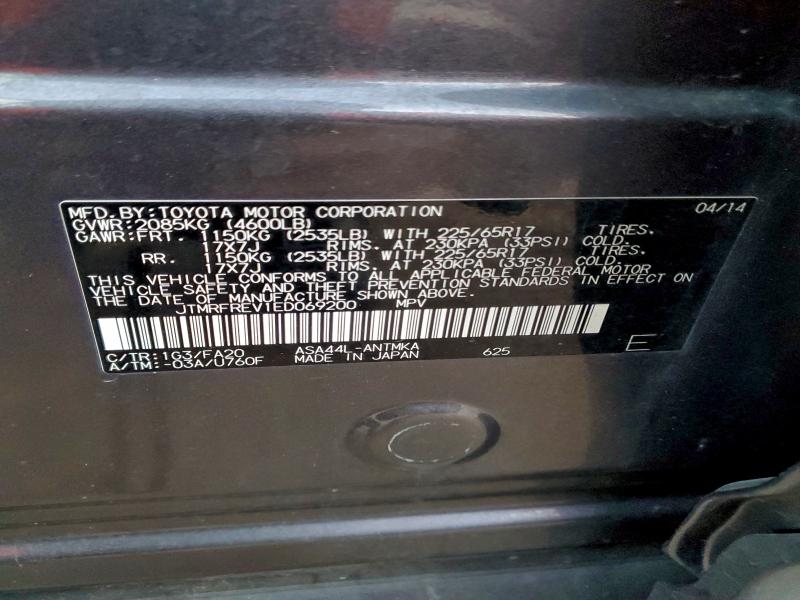 MFD. BY: TOYOTA MOTOR CORPORATION 04/14
GVWR: 2085KG (4600LB)
GAWR: FRT. 1150KG (2535LB) WITH 225/65R17 TIRES.
17X7J RIMS. AT 230KPA (33PSI) COLD.
RR. 1150KG (2535LB) WITH 225/65R17 TIRES.
17X7J RIMS. AT 230KPA (33PSI) COLD.
THIS VEHICLE CONFORMS TO ALL APPLICABLE FEDERAL MOTOR
VEHICLE SAFETY AND THEFT PREVENTION STANDARDS IN EFFECT ON
THE DATE OF MANUFACTURE SHOWN ABOVE.
JTMRFREV1ED069200 MPV
C/TR: 1G3/FA20 ASA44L-ANTMKA 625 E
A/TM: -03A/U760F MADE IN JAPAN